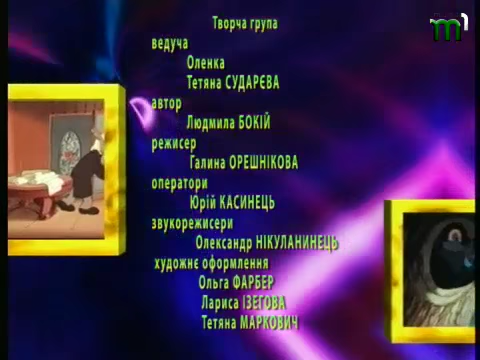 Творча група
ведуча
Оленка
Тетяна СУДАРЄВА
автор
Людмила БОКІЙ
режисер
Галина ОРЕШНІКОВА
оператори
Юрій КАСИНЕЦЬ
звукорежисери
Олександр НІКУЛАНИНЕЦЬ
художнє оформлення
Ольга ФАРБЕР
Лариса ІЗЕГОВА
Тетяна МАРКОВИЧ